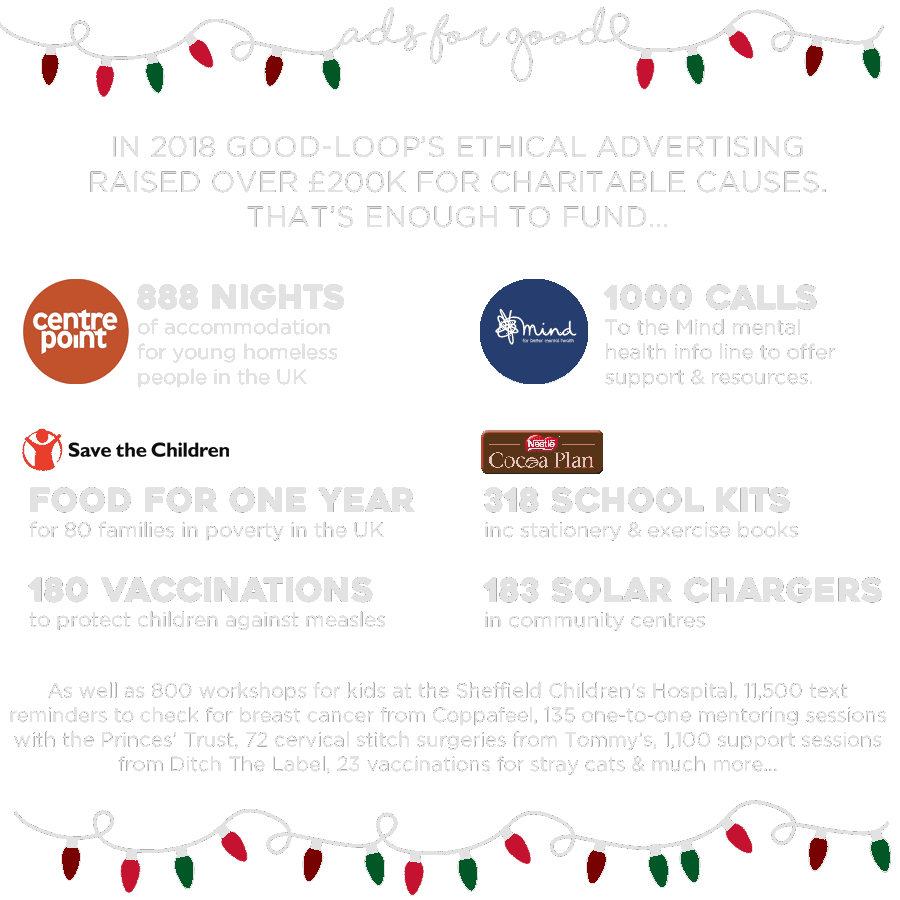 ads for good
IN 2018 GOOD-LOOP'S ETHICAL ADVERTISING
RAISED OVER £200K FOR CHARITABLE CAUSES.
THAT'S ENOUGH TO FUND...
centre
point
888 NIGHTS
of accommodation
for young homeless
people in the UK
mind
for better mental health
1000 CALLS
To the Mind mental
health info line to offer
support & resources.
Save the Children
FOOD FOR ONE YEAR
for 80 families in poverty in the UK
180 VACCINATIONS
to protect children against measles
Nestlé
Cocoa Plan
318 SCHOOL KITS
inc stationery & exercise books
183 SOLAR CHARGERS
in community centres
As well as 800 workshops for kids at the Sheffield Children's Hospital, 11,500 text
reminders to check for breast cancer from Coppafeel, 135 one-to-one mentoring sessions
with the Princes' Trust, 72 cervical stitch surgeries from Tommy's, 1,100 support sessions
from Ditch The Label, 23 vaccinations for stray cats & much more...